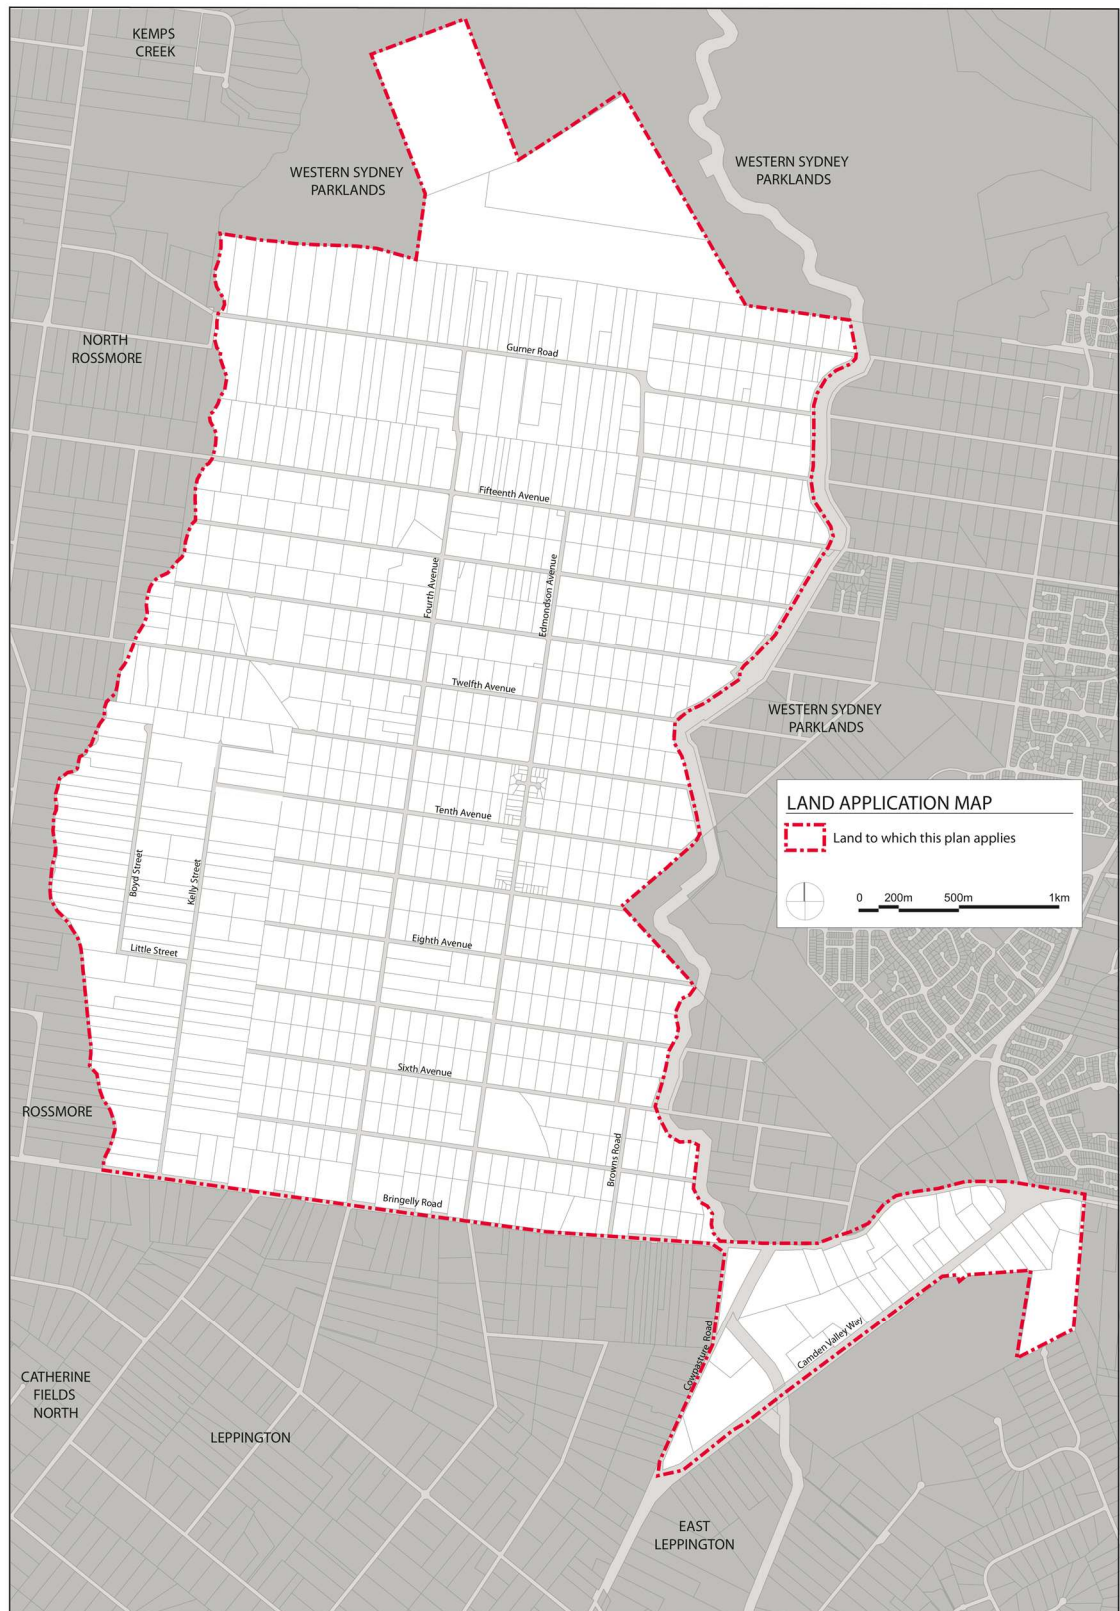 KEMPS
CREEK
WESTERN SYDNEY
PARKLANDS
WESTERN SYDNEY
PARKLANDS
NORTH
ROSSMORE
Gurner Road
Fifteenth Avenue
Fourth Avenue
Edmondson Avenue
Twelfth Avenue
WESTERN SYDNEY
PARKLANDS
LAND APPLICATION MAP
Land to which this plan applies
0 200m 500m 1km
Tenth Avenue
Boyd Street
Kelly Street
Little Street
Eighth Avenue
Sixth Avenue
ROSSMORE
Browns Road
Bringelly Road
Cowpasture Road
Camden Valley Way
CATHERINE
FIELDS
NORTH
LEPPINGTON
EAST
LEPPINGTON